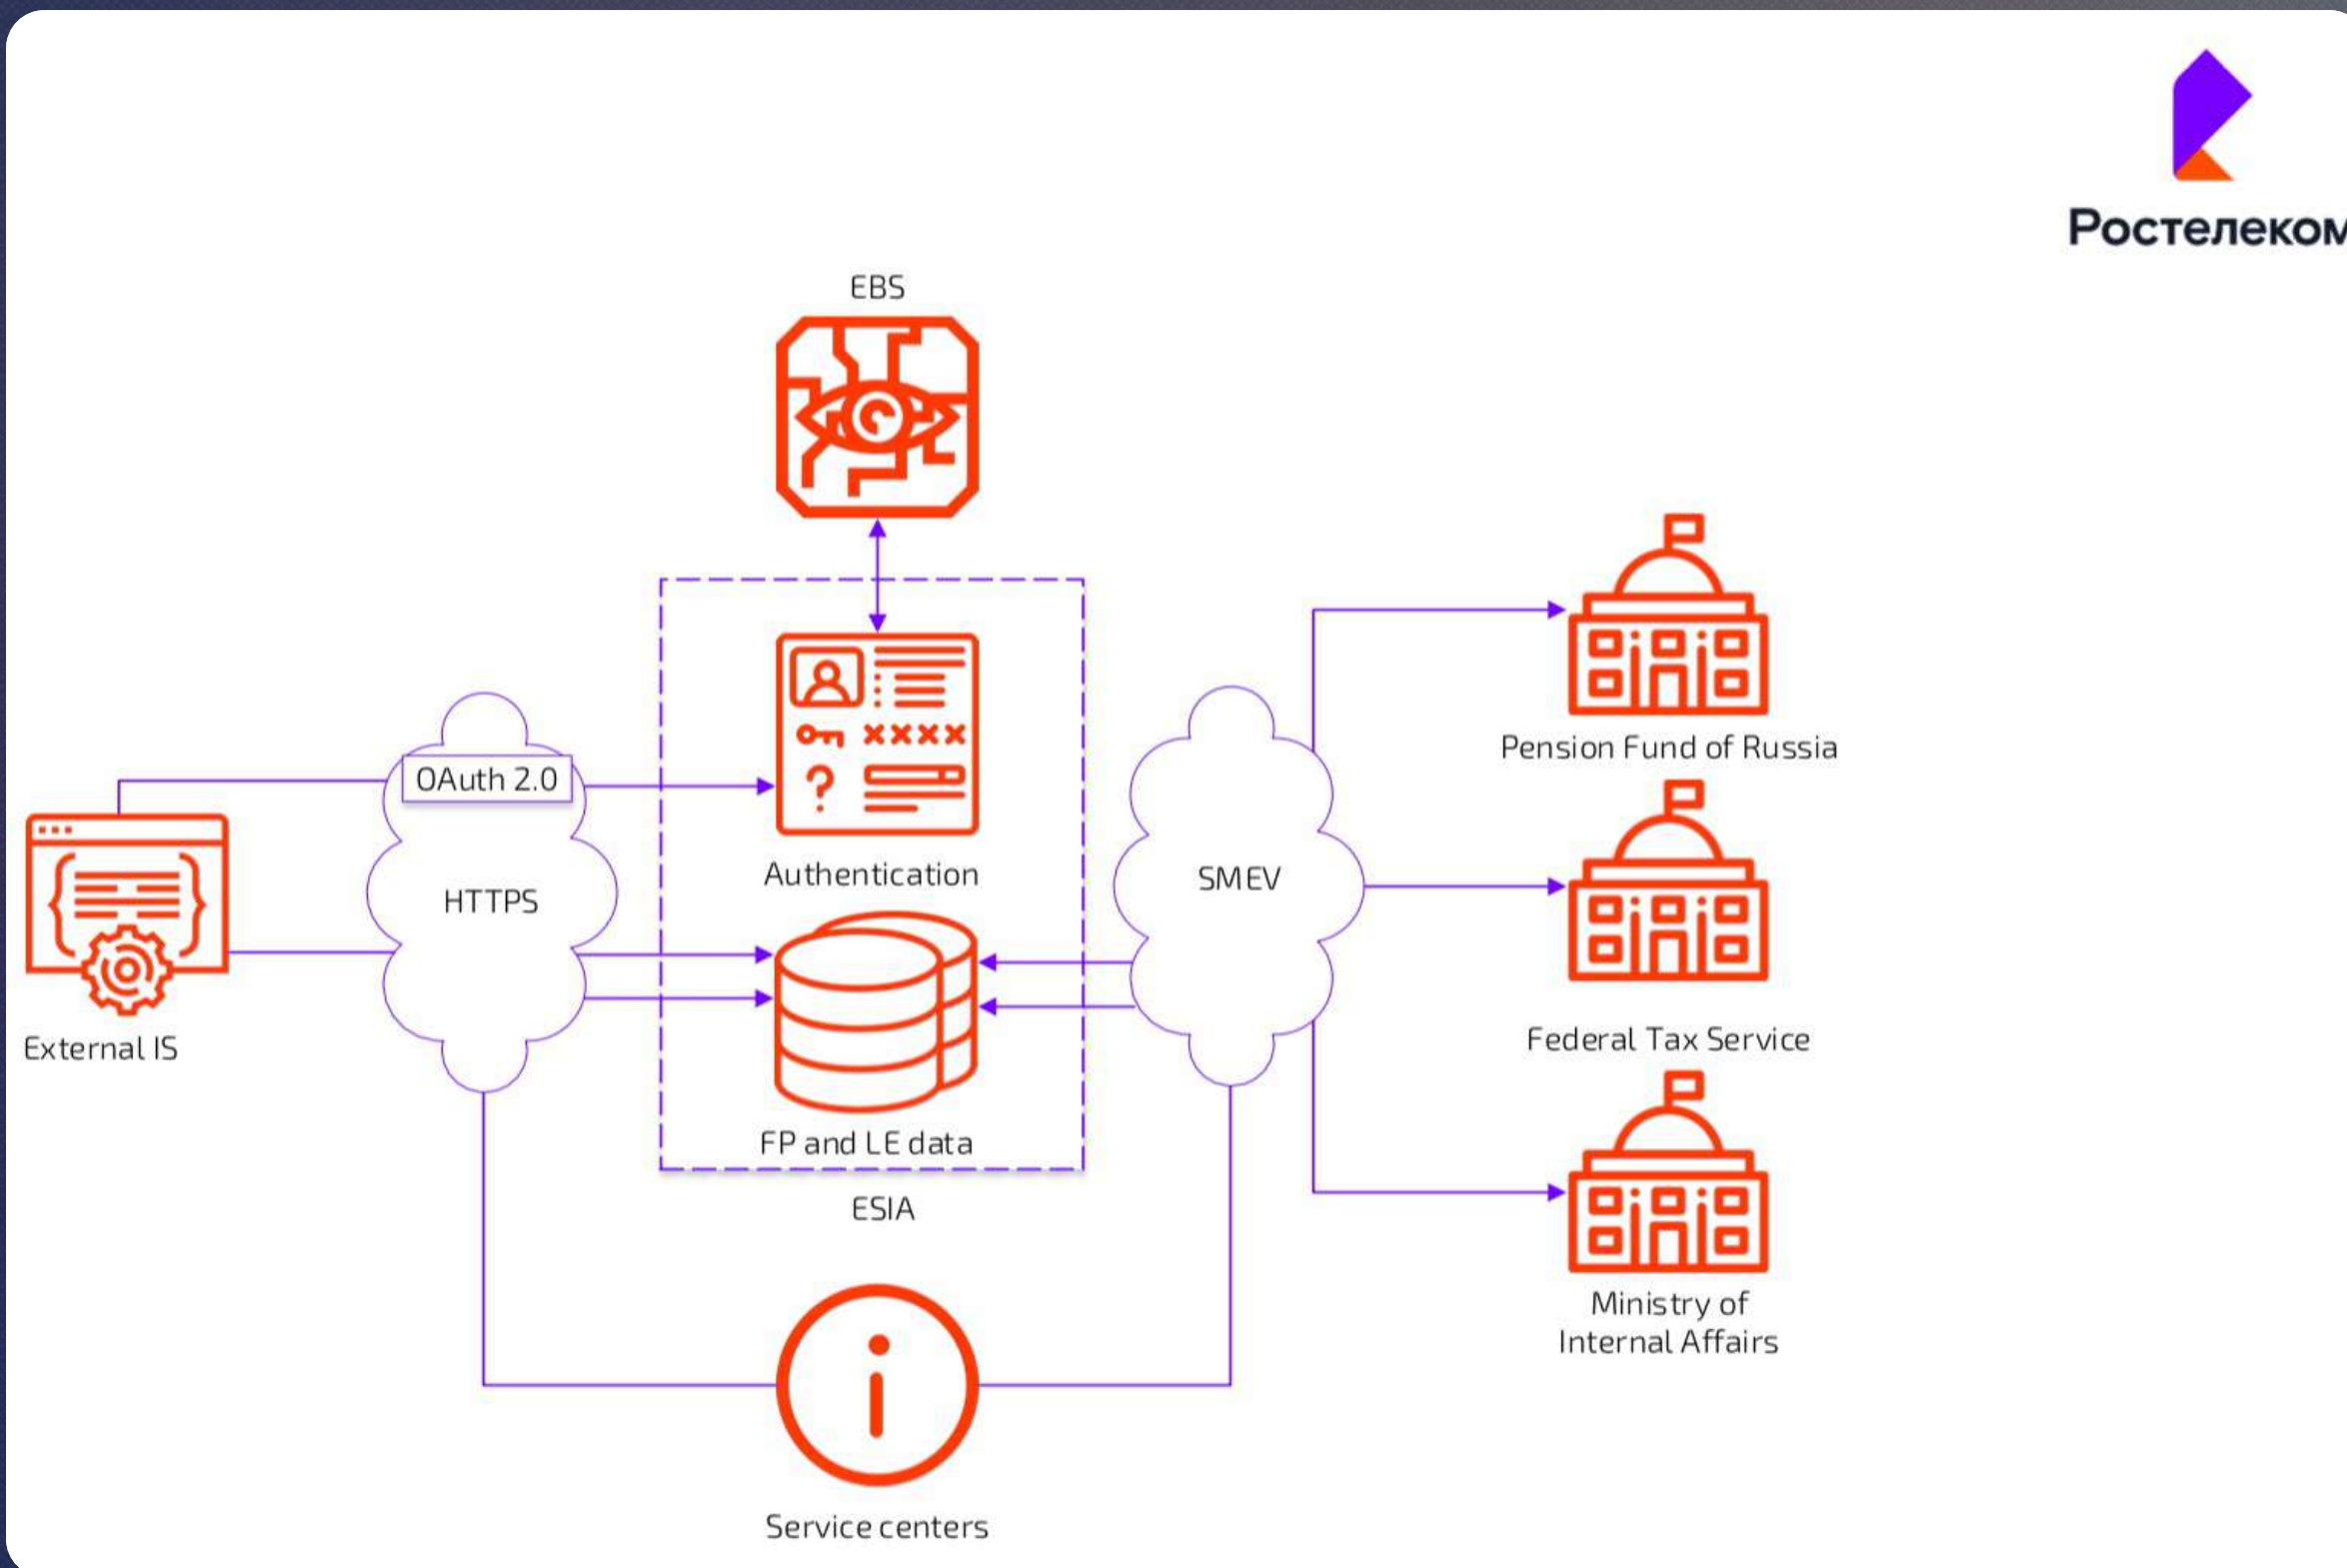 Ростелеком
EBS
OAuth 2.0
Authentication
HTTPS
SMEV
Pension Fund of Russia
External IS
FP and LE data
Federal Tax Service
ESIA
Ministry of
Internal Affairs
Service centers